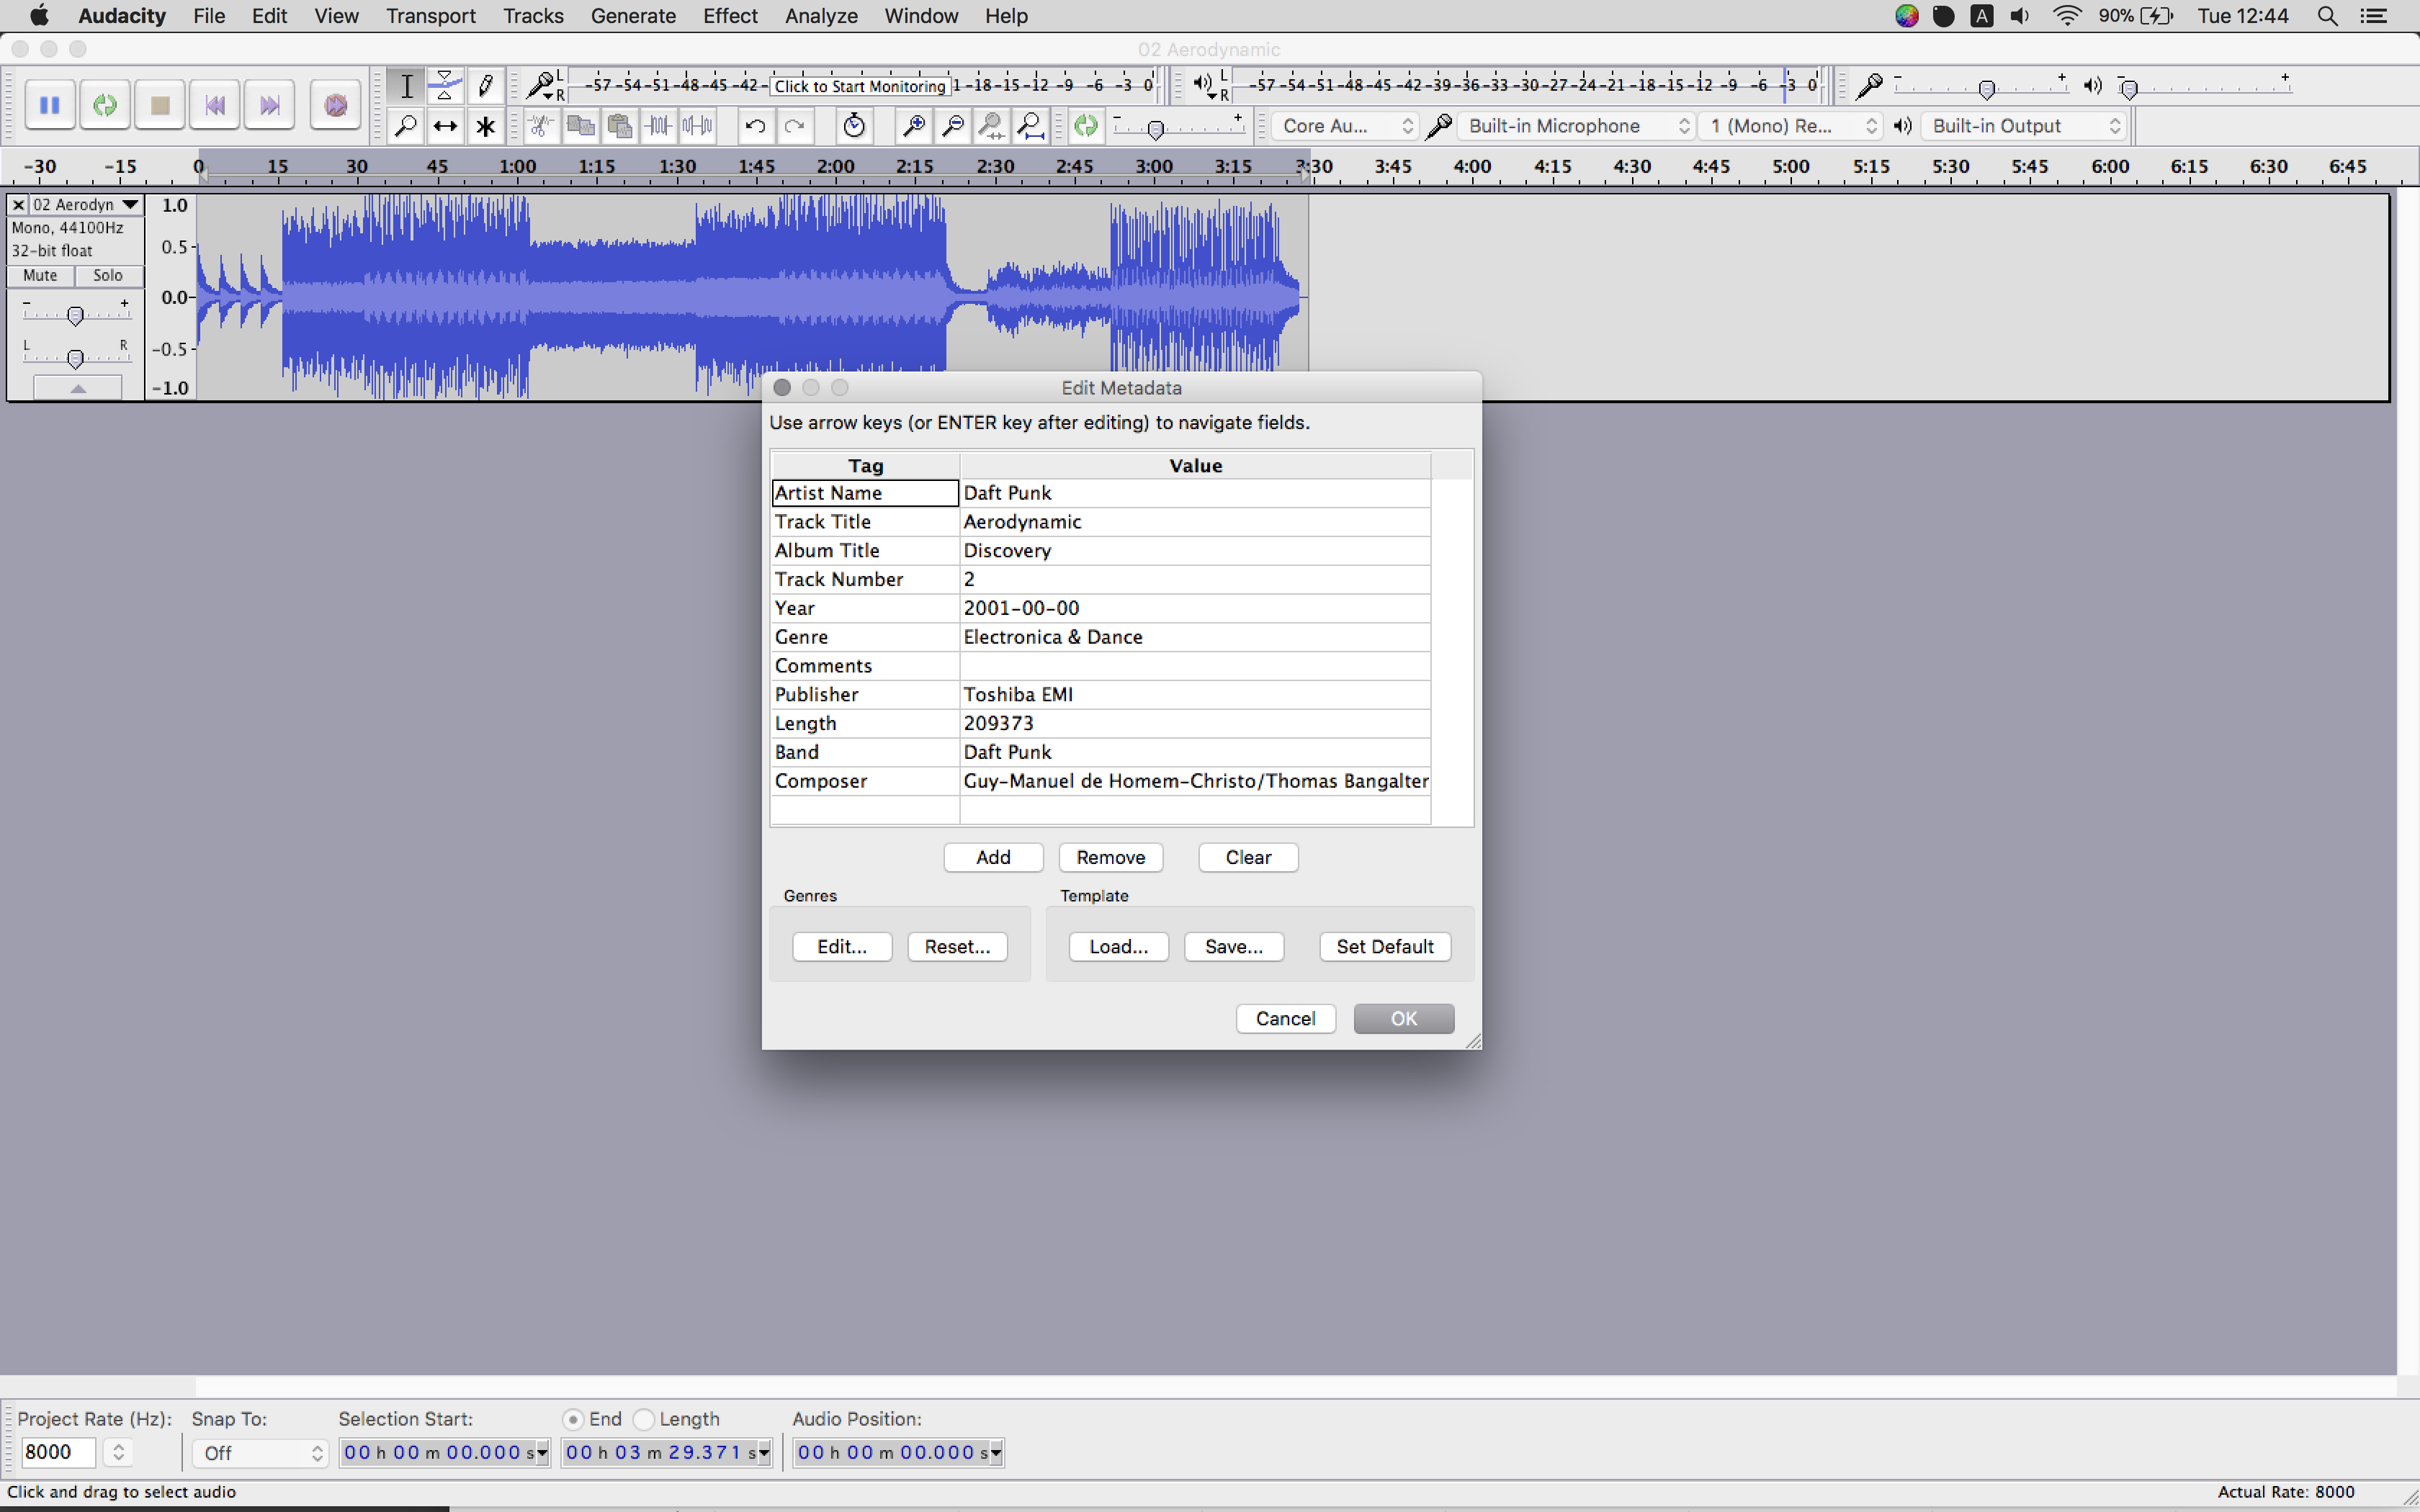 Audacity File Edit View Transport Tracks Generate Effect Analyze Window Help A 90% Tue 12:44
02 Aerodynamic
L R -57 -54 -51 -48 -45 -42 - Click to Start Monitoring 1 -18 -15 -12 -9 -6 -3 0 L R -57 -54 -51 -48 -45 -42 -39 -36 -33 -30 -27 -24 -21 -18 -15 -12 -9 -6 -3 0 - + - +
- + Core Au... Built-in Microphone 1 (Mono) Re... Built-in Output
-30 -15 0 15 30 45 1:00 1:15 1:30 1:45 2:00 2:15 2:30 2:45 3:00 3:15 3:30 3:45 4:00 4:15 4:30 4:45 5:00 5:15 5:30 5:45 6:00 6:15 6:30 6:45
02 Aerodyn 1.0
Mono, 44100Hz
32-bit float 0.5
Mute Solo
- + 0.0
L R -0.5
-1.0
Edit Metadata
Use arrow keys (or ENTER key after editing) to navigate fields.
Tag Value
Artist Name Daft Punk
Track Title Aerodynamic
Album Title Discovery
Track Number 2
Year 2001-00-00
Genre Electronica & Dance
Comments
Publisher Toshiba EMI
Length 209373
Band Daft Punk
Composer Guy-Manuel de Homem-Christo/Thomas Bangalter
Add Remove Clear
Genres Template
Edit... Reset... Load... Save... Set Default
Cancel OK
Project Rate (Hz): Snap To: Selection Start: End Length Audio Position:
8000 Off 00 h 00 m 00.000 s 00 h 03 m 29.371 s 00 h 00 m 00.000 s
Click and drag to select audio Actual Rate: 8000